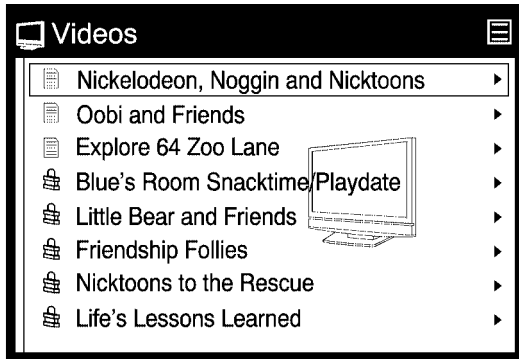 Videos
Nickelodeon, Noggin and Nicktoons
Oobi and Friends
Explore 64 Zoo Lane
Blue's Room Snacktime/Playdate
Little Bear and Friends
Friendship Follies
Nicktoons to the Rescue
Life's Lessons Learned